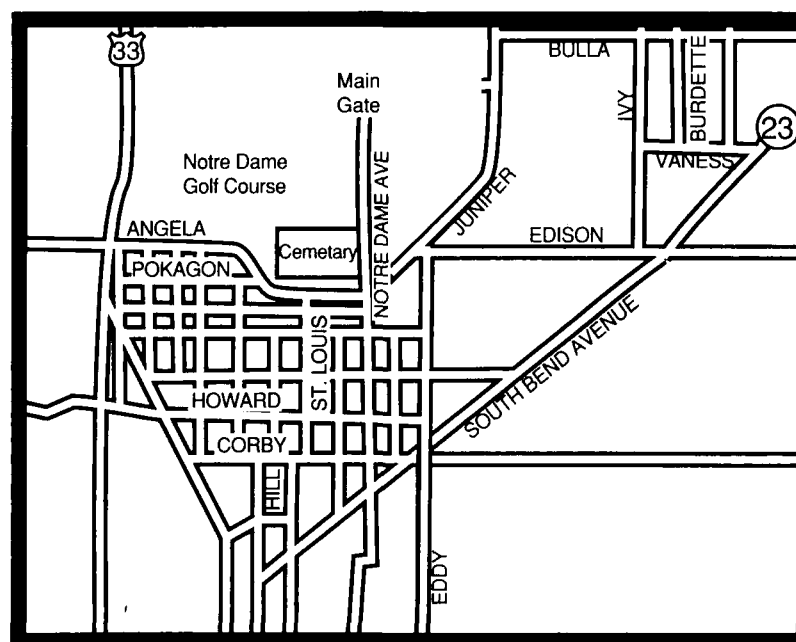 33
BULLA
BURDETTE
Main
Gate
IVY
23
Notre Dame
Golf Course
VANESS
NOTRE DAME AVE
JUNIPER
ANGELA
EDISON
Cemetary
POKAGON
ST. LOUIS
SOUTH BEND AVENUE
HOWARD
CORBY
HILL
EDDY